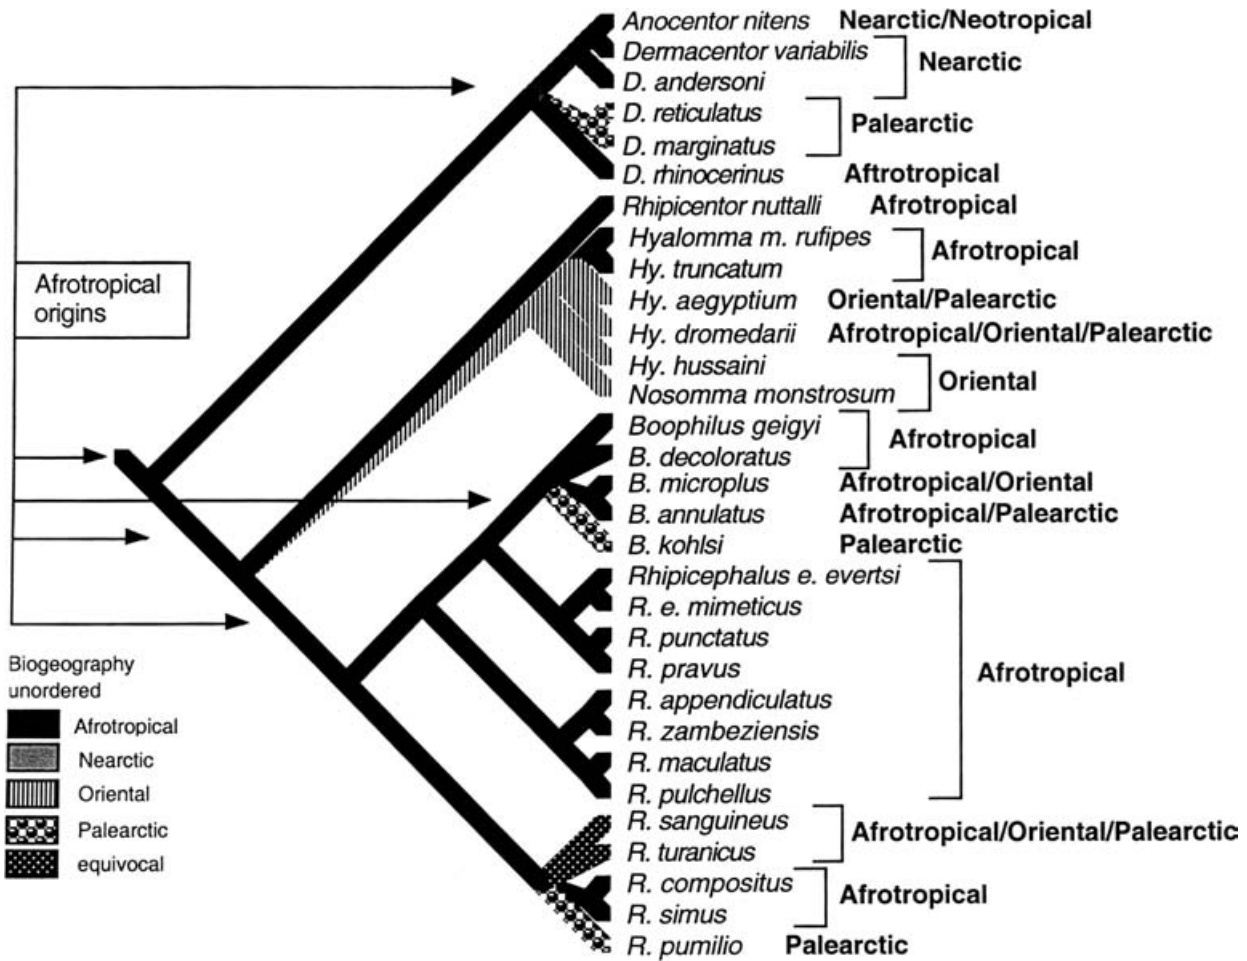 Anocentor nitens Nearctic/Neotropical
Dermacentor variabilis
Nearctic
D. andersoni
D. reticulatus
Palearctic
D. marginatus
D. rhinocerinus Aftrotropical
Rhipicentor nuttalli Afrotropical
Hyalomma m. rufipes
Afrotropical
Hy. truncatum
Hy. aegyptium Oriental/Palearctic
Hy. dromedarii Afrotropical/Oriental/Palearctic
Hy. hussaini
Oriental
Nosomma monstrosum
Boophilus geigyi
Afrotropical
B. decoloratus
B. microplus Afrotropical/Oriental
B. annulatus Afrotropical/Palearctic
B. kohlsi Palearctic
Rhipicephalus e. evertsi
R. e. mimeticus
R. punctatus
R. pravus
Afrotropical
R. appendiculatus
R. zambeziensis
R. maculatus
R. pulchellus
R. sanguineus
Afrotropical/Oriental/Palearctic
R. turanicus
R. compositus
Afrotropical
R. simus
R. pumilio Palearctic
Afrotropical
origins
Biogeography
unordered
Afrotropical
Nearctic
Oriental
Palearctic
equivocal